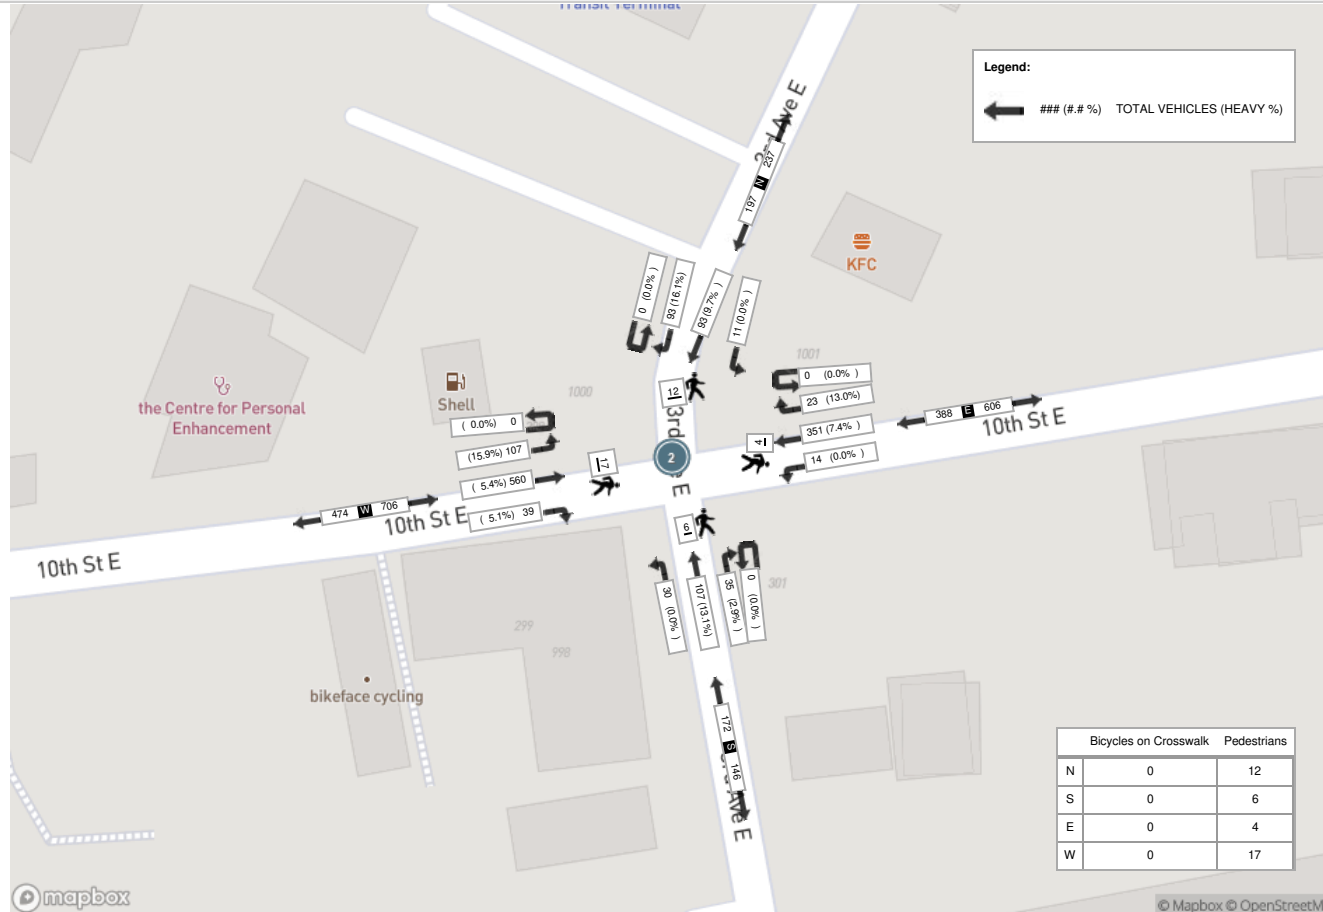 Transit Terminal
3rd Ave E
Legend:
### (#.# %) TOTAL VEHICLES (HEAVY %)
197 N 237
KFC
0 (0.0% )
93 (16.1%)
93 (9.7% )
11 (0.0% )
1001
0 (0.0% )
23 (13.0%)
351 (7.4% )
14 (0.0% )
388 E 606
10th St E
12
4
the Centre for Personal
Enhancement
Shell
1000
( 0.0%) 0
(15.9%) 107
( 5.4%) 560
( 5.1%) 39
17
2
3rd
E
474 W 706
10th St E
10th St E
6
30 (0.0% )
107 (13.1%)
35 (2.9% )
0 (0.0% )
301
299
998
bikeface cycling
172 S 146
Ave E
Bicycles on Crosswalk Pedestrians
N 0 12
S 0 6
E 0 4
W 0 17
mapbox
© Mapbox © OpenStreetM